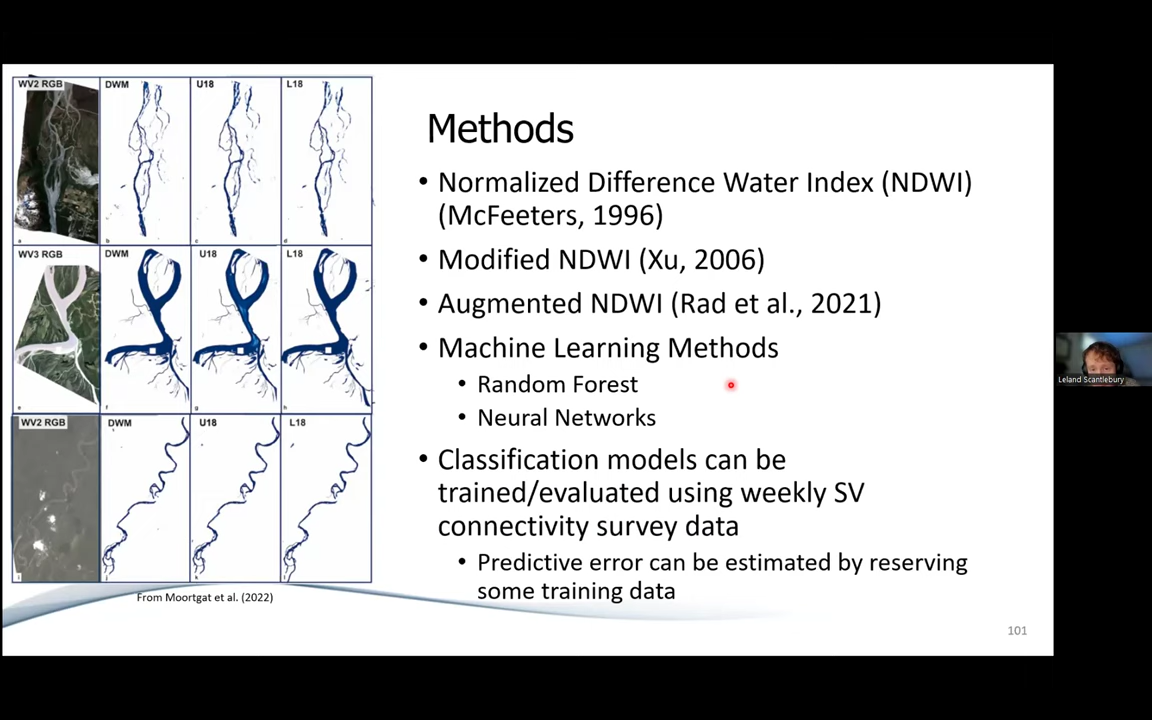 WV2 RGB
DWM
U18
L18
a
b
c
d
WV3 RGB
DWM
U18
L18
e
f
g
h
WV2 RGB
DWM
U18
L18
i
j
k
From Moortgat et al. (2022)
Methods
• Normalized Difference Water Index (NDWI)
(McFeeters, 1996)
• Modified NDWI (Xu, 2006)
• Augmented NDWI (Rad et al., 2021)
• Machine Learning Methods
• Random Forest
• Neural Networks
• Classification models can be
trained/evaluated using weekly SV
connectivity survey data
• Predictive error can be estimated by reserving
some training data
101
Leland Scantlebury